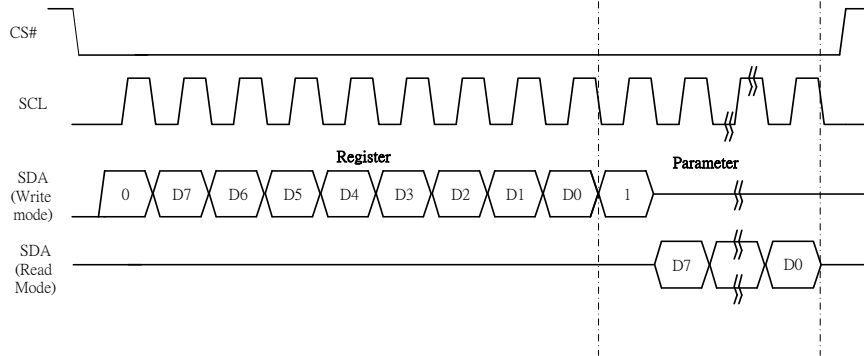 CS#
SCL
Register
Parameter
SDA
(Write
mode)
0 D7 D6 D5 D4 D3 D2 D1 D0 1
SDA
(Read
Mode)
D7 D0